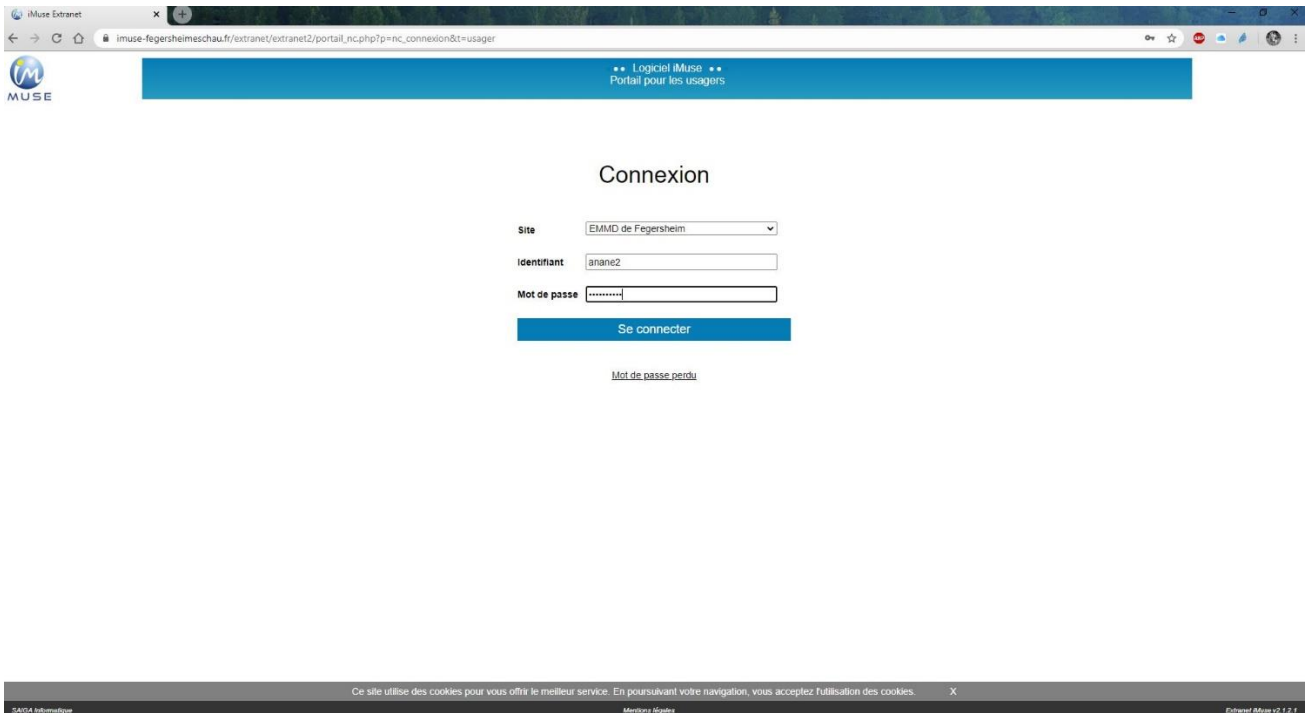 iMuse Extranet
imuse-fegersheimeschau.fr/extranet/extranet2/portail_nc.php?p=nc_connexion&t=usager
ABP
iM
MUSE
•• Logiciel iMuse ••
Portail pour les usagers
Connexion
Site EMMD de Fegersheim
Identifiant anane2
Mot de passe ••••••••••
Se connecter
Mot de passe perdu
Ce site utilise des cookies pour vous offrir le meilleur service. En poursuivant votre navigation, vous acceptez l'utilisation des cookies. X
SAIGA Informatique Mentions légales Extranet iMuse v2.1.2.1